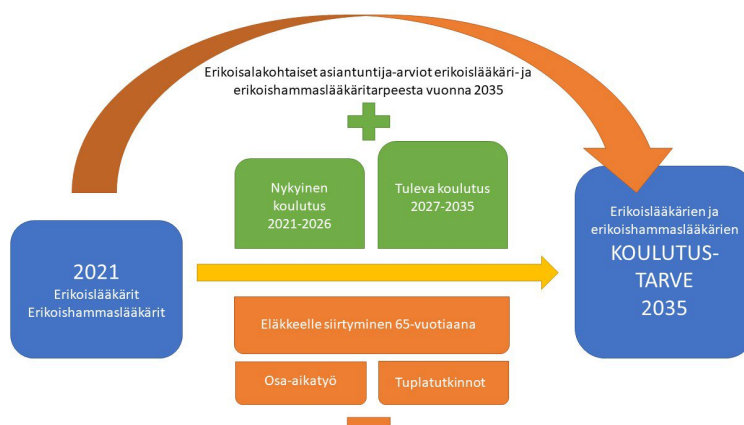 Erikoisalakohtaiset asiantuntija-arviot erikoislääkäri- ja
erikoishammaslääkäritarpeesta vuonna 2035
Nykyinen
koulutus
2021-2026
Tuleva koulutus
2027-2035
2021
Erikoislääkärit
Erikoishammaslääkärit
Erikoislääkärien ja
erikoishammaslääkärien
KOULUTUS-
TARVE
2035
Eläkkeelle siirtyminen 65-vuotiaana
Osa-aikatyö
Tuplatutkinnot